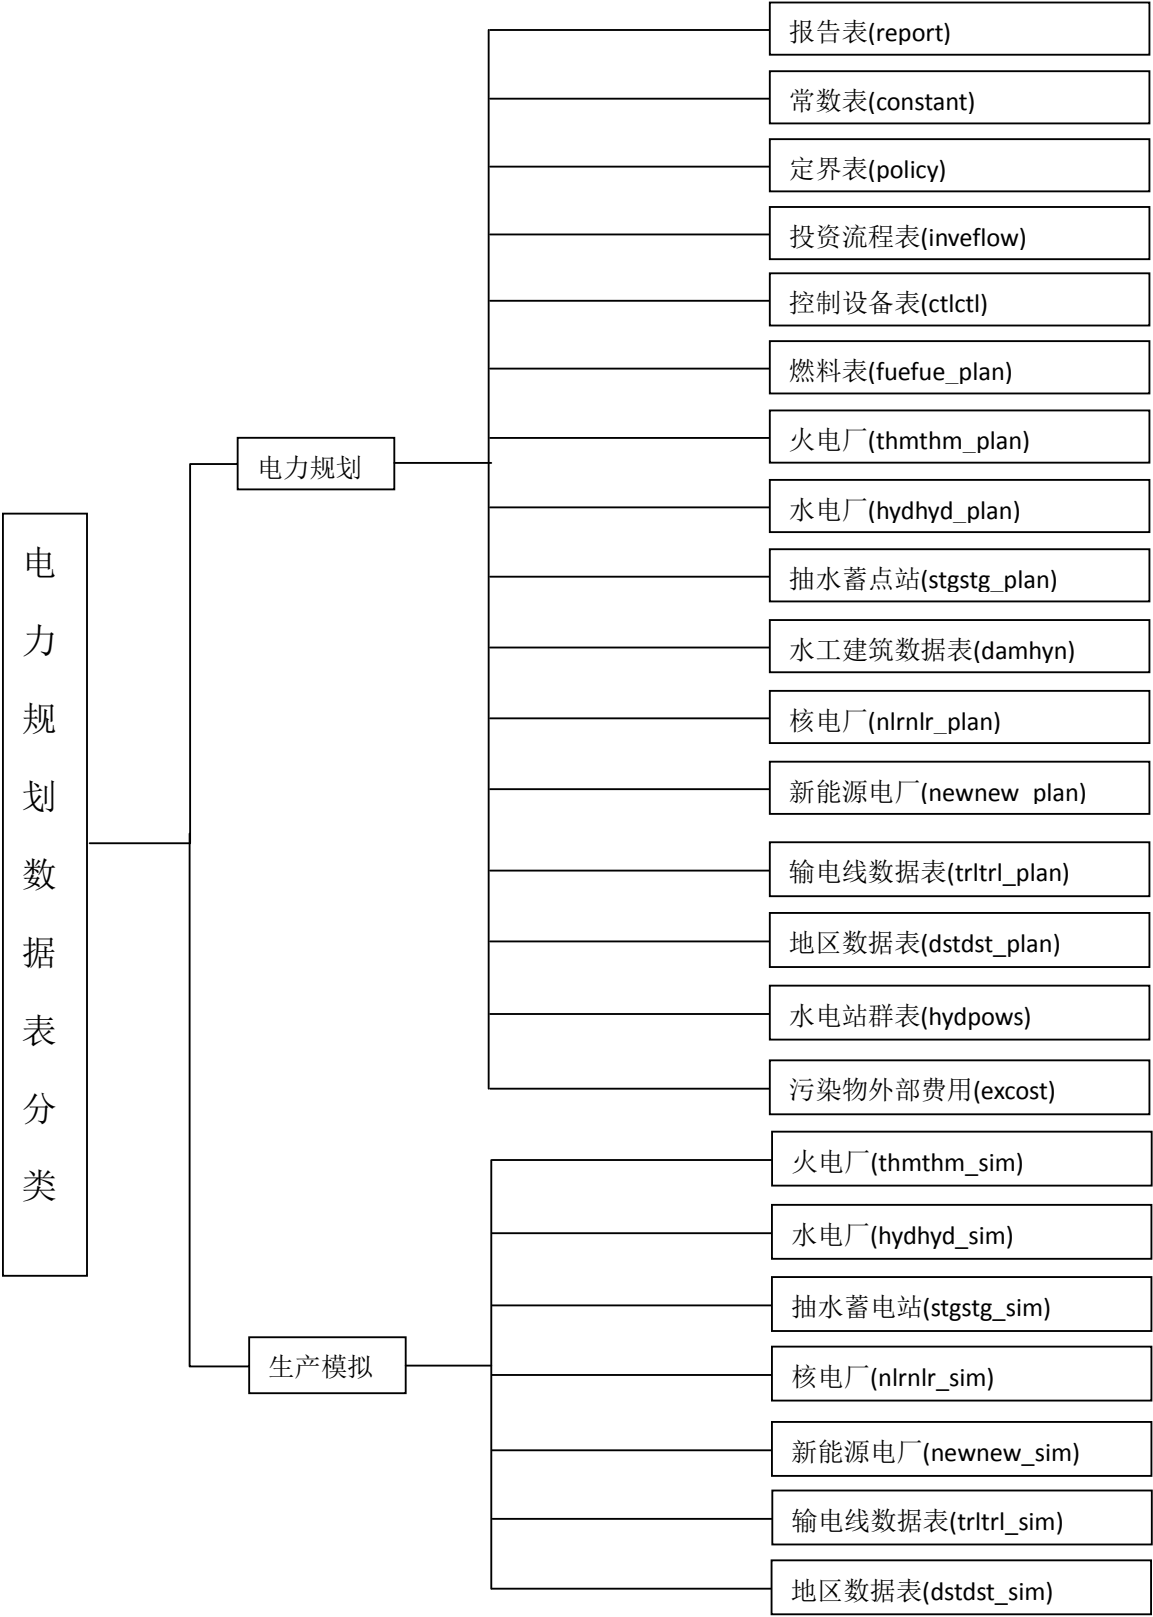 电力规划数据表分类
电力规划
报告表(report)
常数表(constant)
定界表(policy)
投资流程表(inveflow)
控制设备表(ctlctl)
燃料表(fuefue_plan)
火电厂(thmthm_plan)
水电厂(hydhyd_plan)
抽水蓄点站(stgstg_plan)
水工建筑数据表(damhyn)
核电厂(nlrnlr_plan)
新能源电厂(newnew_plan)
输电线数据表(trltrl_plan)
地区数据表(dstdst_plan)
水电站群表(hydpows)
污染物外部费用(excost)
生产模拟
火电厂(thmthm_sim)
水电厂(hydhyd_sim)
抽水蓄电站(stgstg_sim)
核电厂(nlrnlr_sim)
新能源电厂(newnew_sim)
输电线数据表(trltrl_sim)
地区数据表(dstdst_sim)